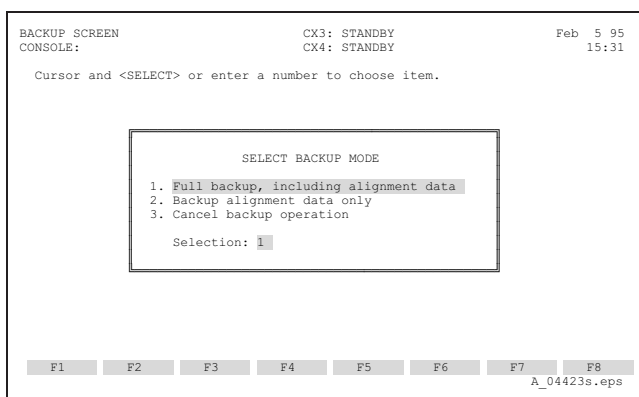 BACKUP SCREEN CX3: STANDBY Feb 5 95
CONSOLE: CX4: STANDBY 15:31
Cursor and <SELECT> or enter a number to choose item.
SELECT BACKUP MODE
1. Full backup, including alignment data
2. Backup alignment data only
3. Cancel backup operation
Selection: 1
F1 F2 F3 F4 F5 F6 F7 F8
A_04423s.eps